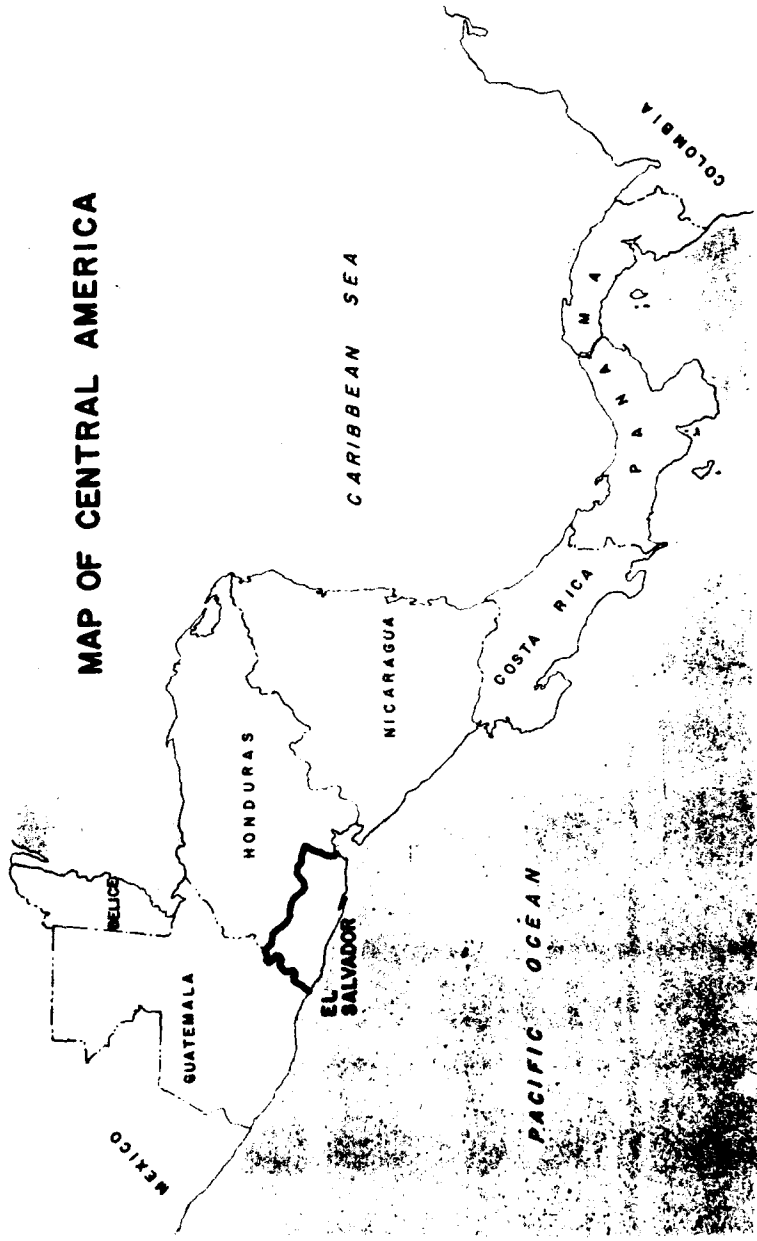 MAP OF CENTRAL AMERICA
MEXICO
BELICE
GUATEMALA
HONDURAS
EL
SALVADOR
NICARAGUA
CARIBBEAN SEA
COSTA RICA
PANAMA
COLOMBIA
PACIFIC OCEAN